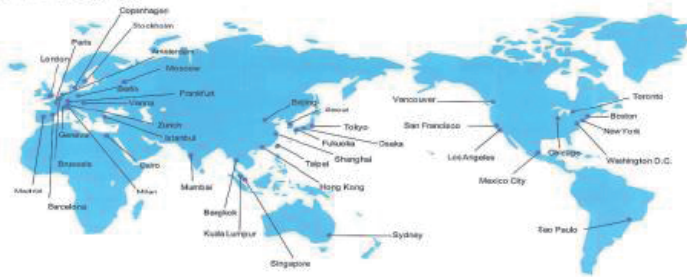 Copenhagen
Stockholm
Paris
London
Amsterdam
Moscow
Berlin
Frankfurt
Vienna
Zurich
Geneva
Istanbul
Brussels
Cairo
Madrid
Milan
Barcelona
Mumbai
Beijing
Seoul
Tokyo
Osaka
Fukuoka
Shanghai
Taipei
Hong Kong
Bangkok
Kuala Lumpur
Singapore
Sydney
Vancouver
San Francisco
Los Angeles
Mexico City
Chicago
Toronto
Boston
New York
Washington D.C.
Sao Paulo